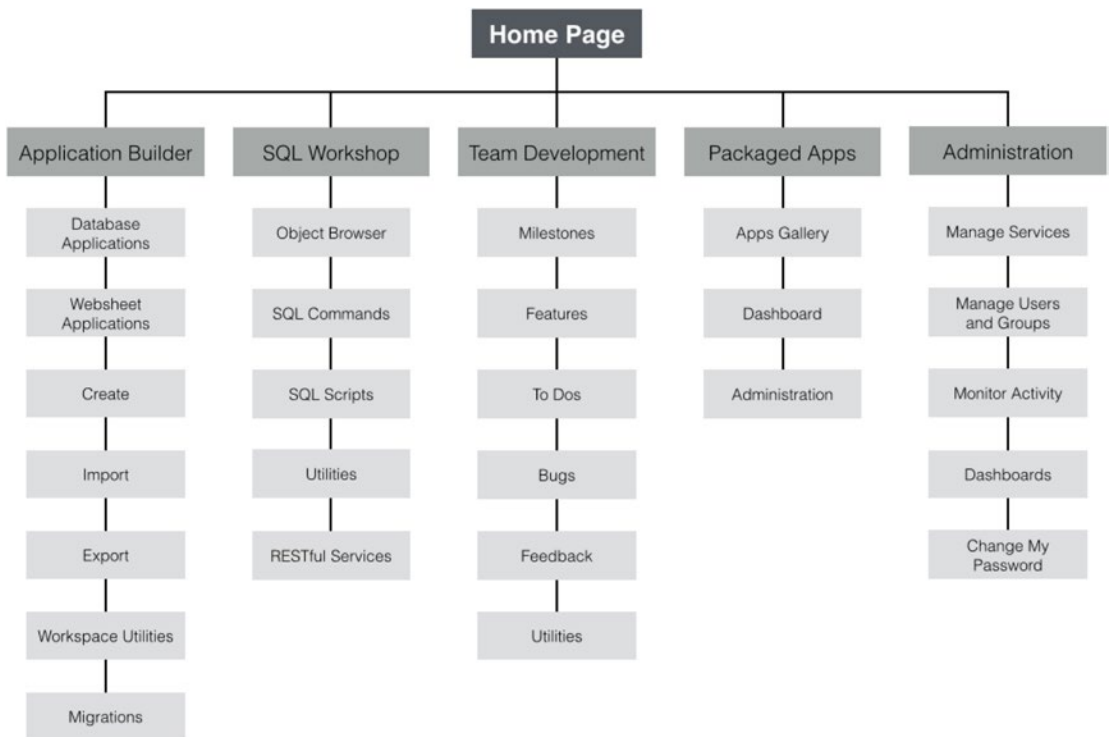 Home Page
Application Builder
SQL Workshop
Team Development
Packaged Apps
Administration
Database
Applications
Websheet
Applications
Create
Import
Export
Workspace Utilities
Migrations
Object Browser
SQL Commands
SQL Scripts
Utilities
RESTful Services
Milestones
Features
To Dos
Bugs
Feedback
Utilities
Apps Gallery
Dashboard
Administration
Manage Services
Manage Users
and Groups
Monitor Activity
Dashboards
Change My
Password